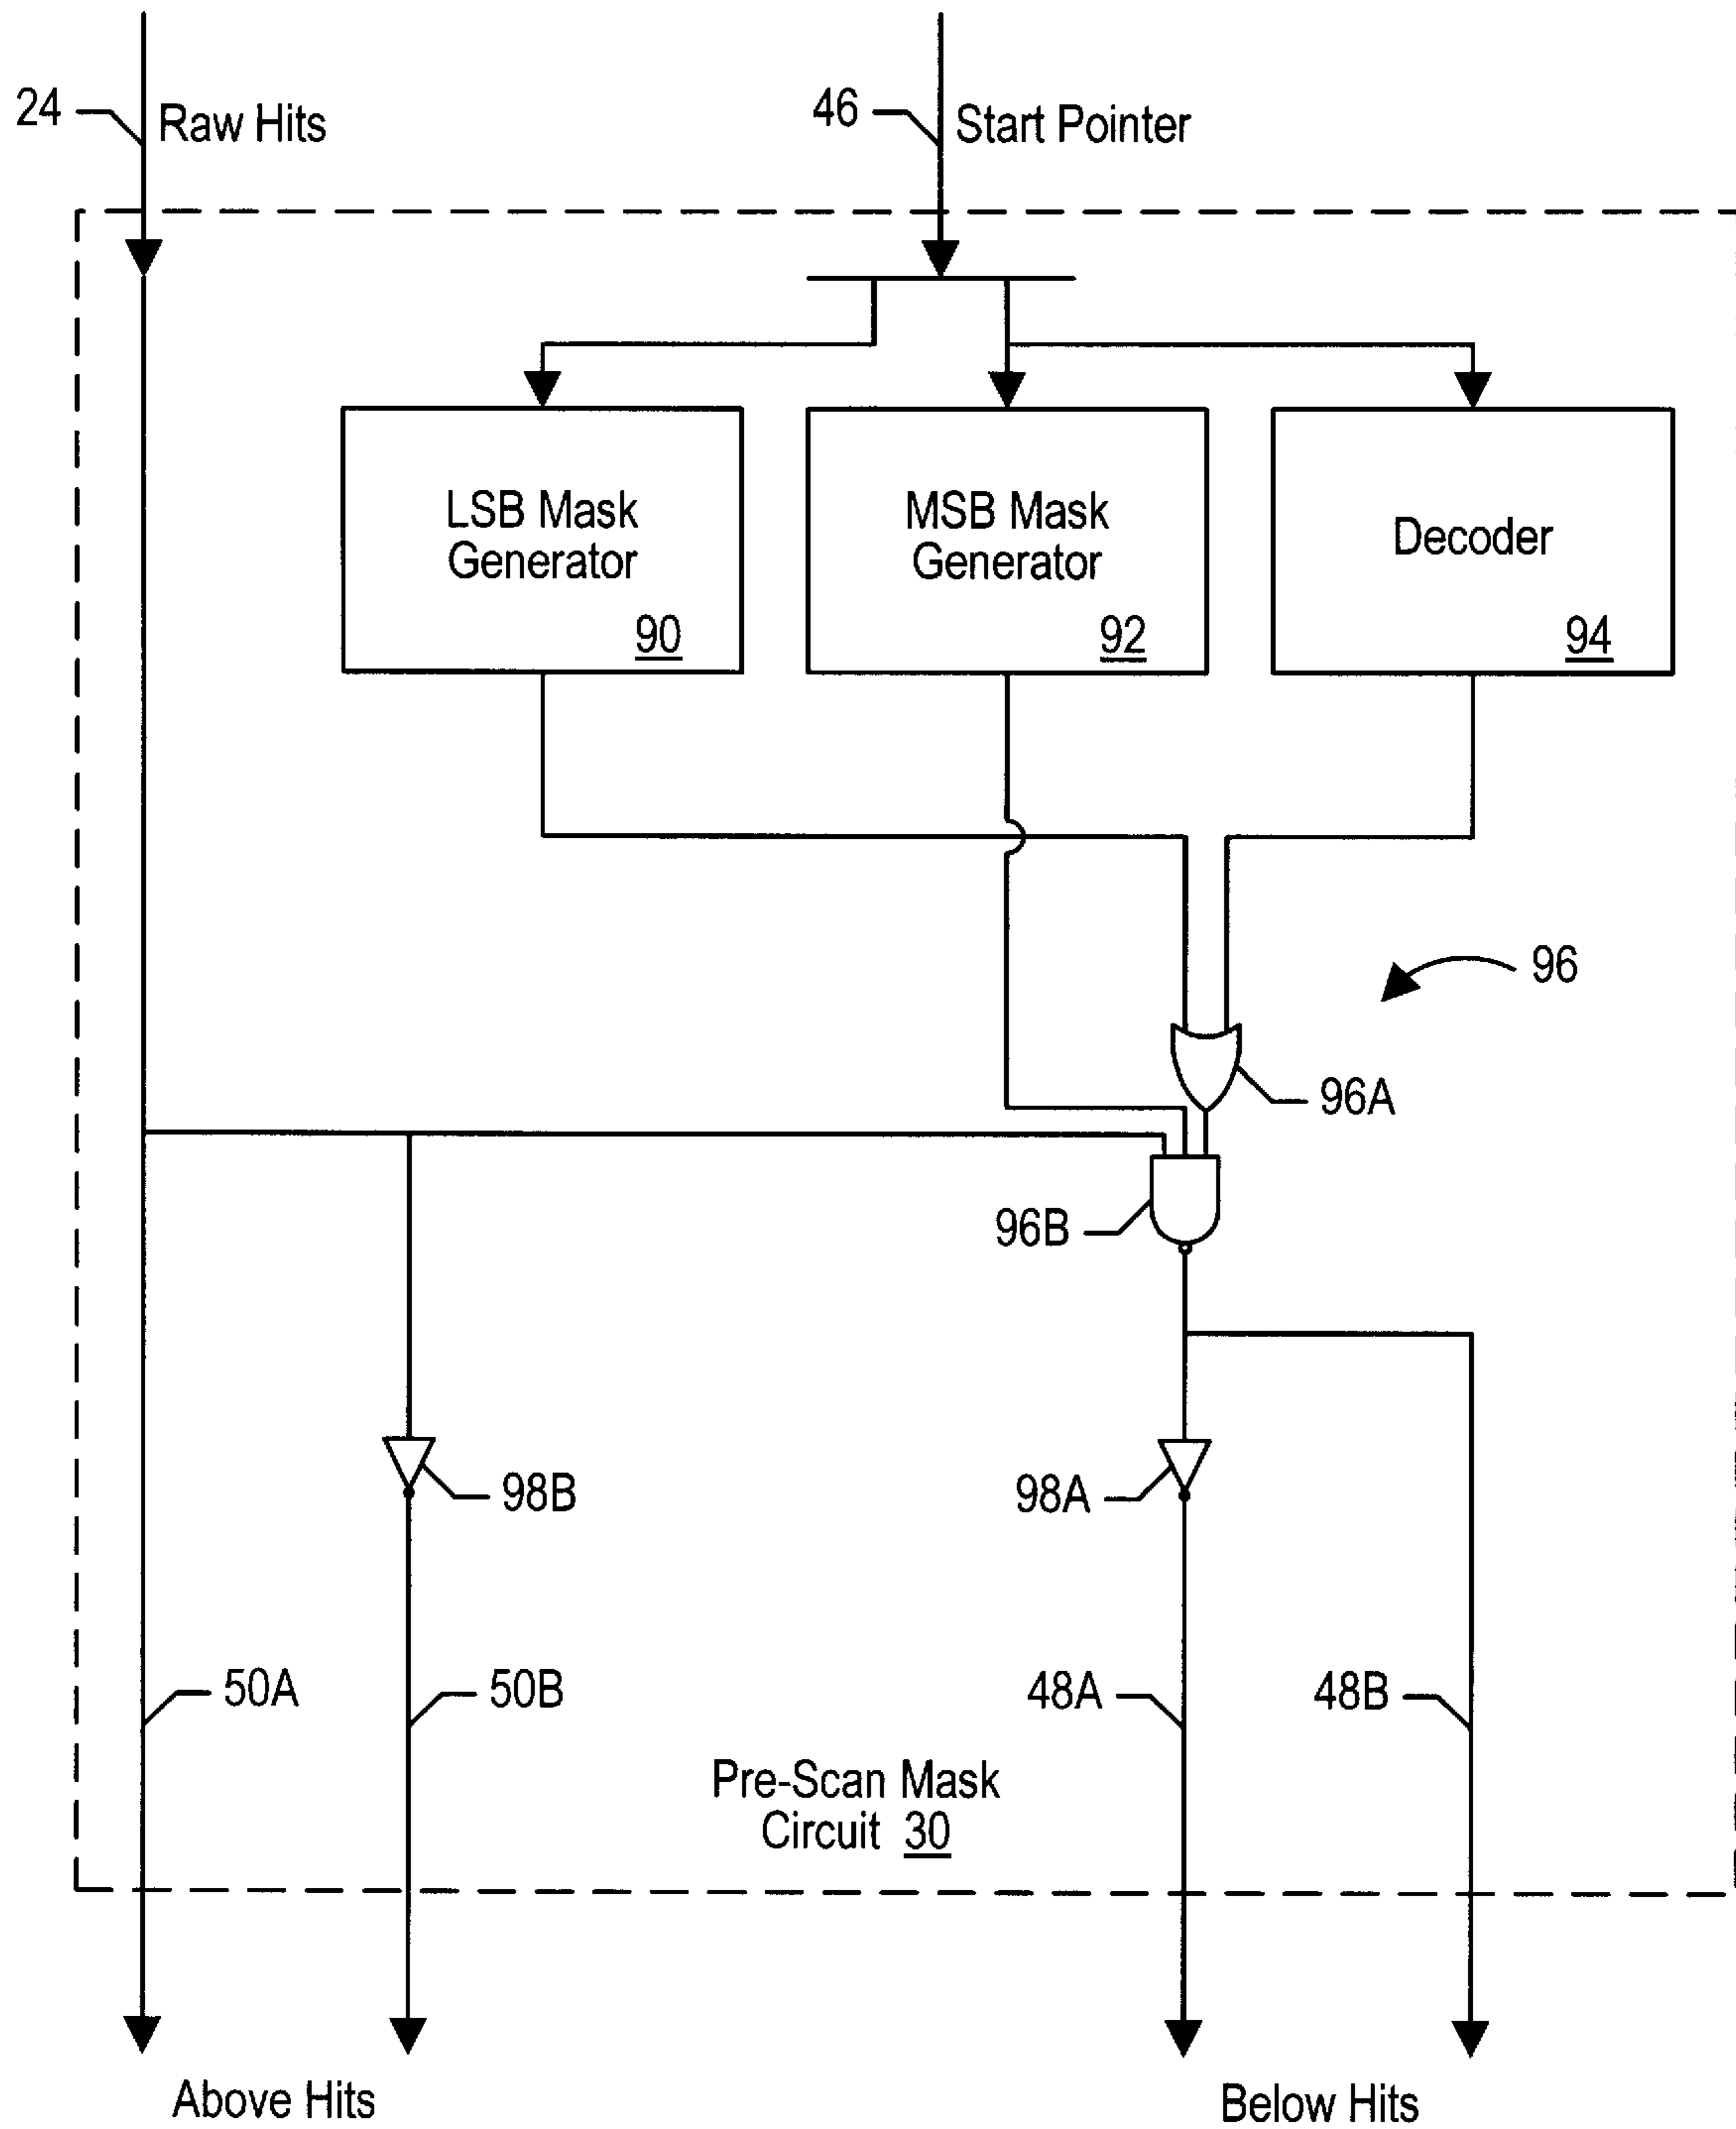 24
Raw Hits
46
Start Pointer
LSB Mask
Generator
90
MSB Mask
Generator
92
Decoder
94
96
96A
96B
98B
98A
50A
50B
48A
48B
Pre-Scan Mask
Circuit 30
Above Hits
Below Hits